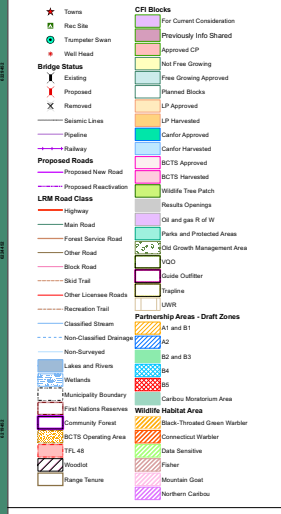 Towns
Rec Site
Trumpeter Swan
Well Head
Bridge Status
Existing
Proposed
Removed
Seismic Lines
Pipeline
Railway
Proposed Roads
Proposed New Road
Proposed Reactivation
LRM Road Class
Highway
Main Road
Forest Service Road
Other Road
Block Road
Skid Trail
Other Licensee Roads
Recreation Trail
Classified Stream
Non-Classified Drainage
Non-Surveyed
Lakes and Rivers
Wetlands
Municipality Boundary
First Nations Reserves
Community Forest
BCTS Operating Area
TFL 48
Woodlot
Range Tenure
CFI Blocks
For Current Consideration
Previously Info Shared
Approved CP
Not Free Growing
Free Growing Approved
Planned Blocks
LP Approved
LP Harvested
Canfor Approved
Canfor Harvested
BCTS Approved
BCTS Harvested
Wildlife Tree Patch
Results Openings
Oil and gas R of W
Parks and Protected Areas
Old Growth Management Area
VQO
Guide Outfitter
Trapline
UWR
Partnership Areas - Draft Zones
A1 and B1
A2
B2 and B3
B4
B5
Caribou Moratorium Area
Wildlife Habitat Area
Black-Throated Green Warbler
Connecticut Warbler
Data Sensitive
Fisher
Mountain Goat
Northern Caribou